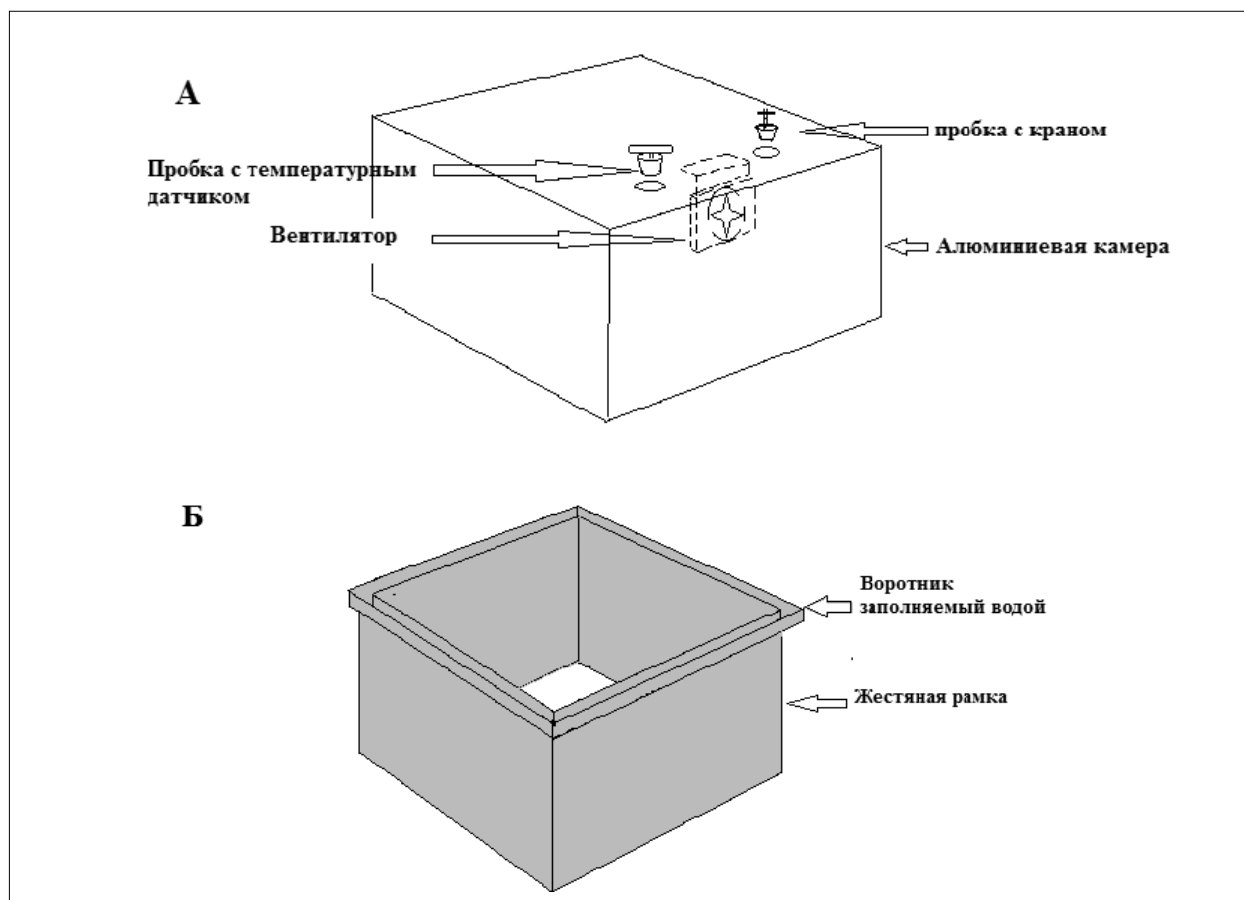 А
пробка с краном
Пробка с температурным
датчиком
Вентилятор
Алюминиевая камера
Б
Воротник
заполняемый водой
Жестяная рамка